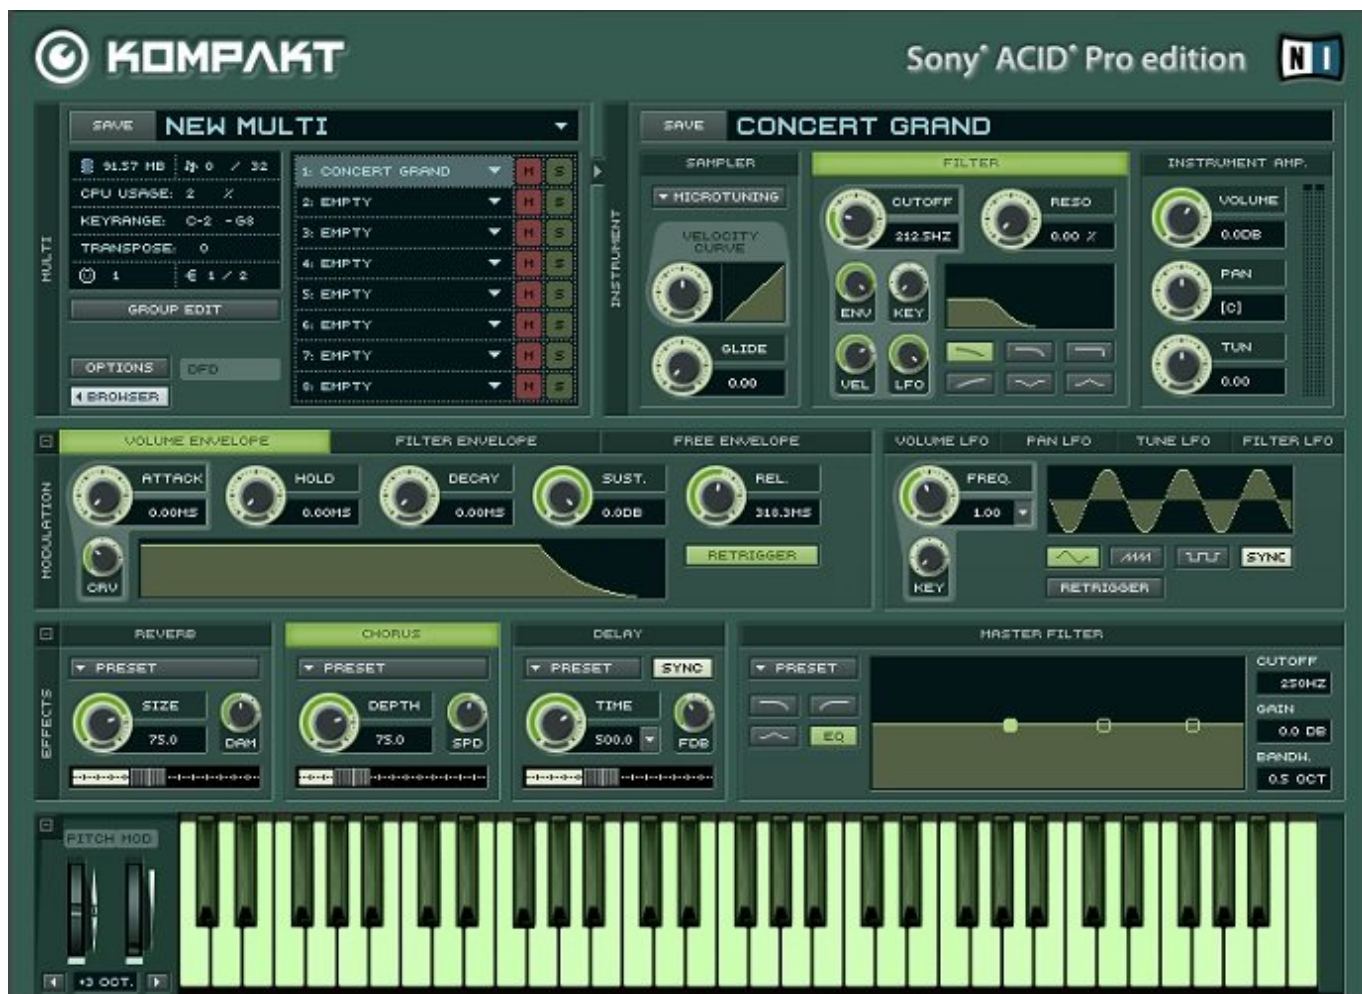 KOMPAKT
Sony® ACID® Pro edition
NI
SAVE NEW MULTI
91.57 MB 0 / 32
CPU USAGE: 2 %
KEYRANGE: C-2 - G8
TRANSPOSE: 0
1 1 / 2
GROUP EDIT
OPTIONS DFD
BROWSER
MULTI
1: CONCERT GRAND M S
2: EMPTY M S
3: EMPTY M S
4: EMPTY M S
5: EMPTY M S
6: EMPTY M S
7: EMPTY M S
8: EMPTY M S
INSTRUMENT
SAVE CONCERT GRAND
SAMPLER
MICROTUNING
VELOCITY
CURVE
GLIDE
0.00
FILTER
CUTOFF
212.5HZ
RESO
0.00 %
ENV KEY
VEL LFO
INSTRUMENT AMP.
VOLUME
0.0DB
PAN
[C]
TUN
0.00
MODULATION
VOLUME ENVELOPE FILTER ENVELOPE FREE ENVELOPE
ATTACK HOLD DECAY SUST. REL.
0.00MS 0.00MS 0.00MS 0.0DB 318.3MS
CRV
RETRIGGER
VOLUME LFO PAN LFO TUNE LFO FILTER LFO
FREQ.
1.00
KEY
SYNC
RETRIGGER
EFFECTS
REVERB
PRESET
SIZE
75.0
DAM
CHORUS
PRESET
DEPTH
75.0
SPD
DELAY
PRESET SYNC
TIME
500.0
FDB
MASTER FILTER
PRESET
EQ
CUTOFF
250HZ
GAIN
0.0 DB
BANDW.
0.5 OCT
PITCH MOD
+3 OCT.